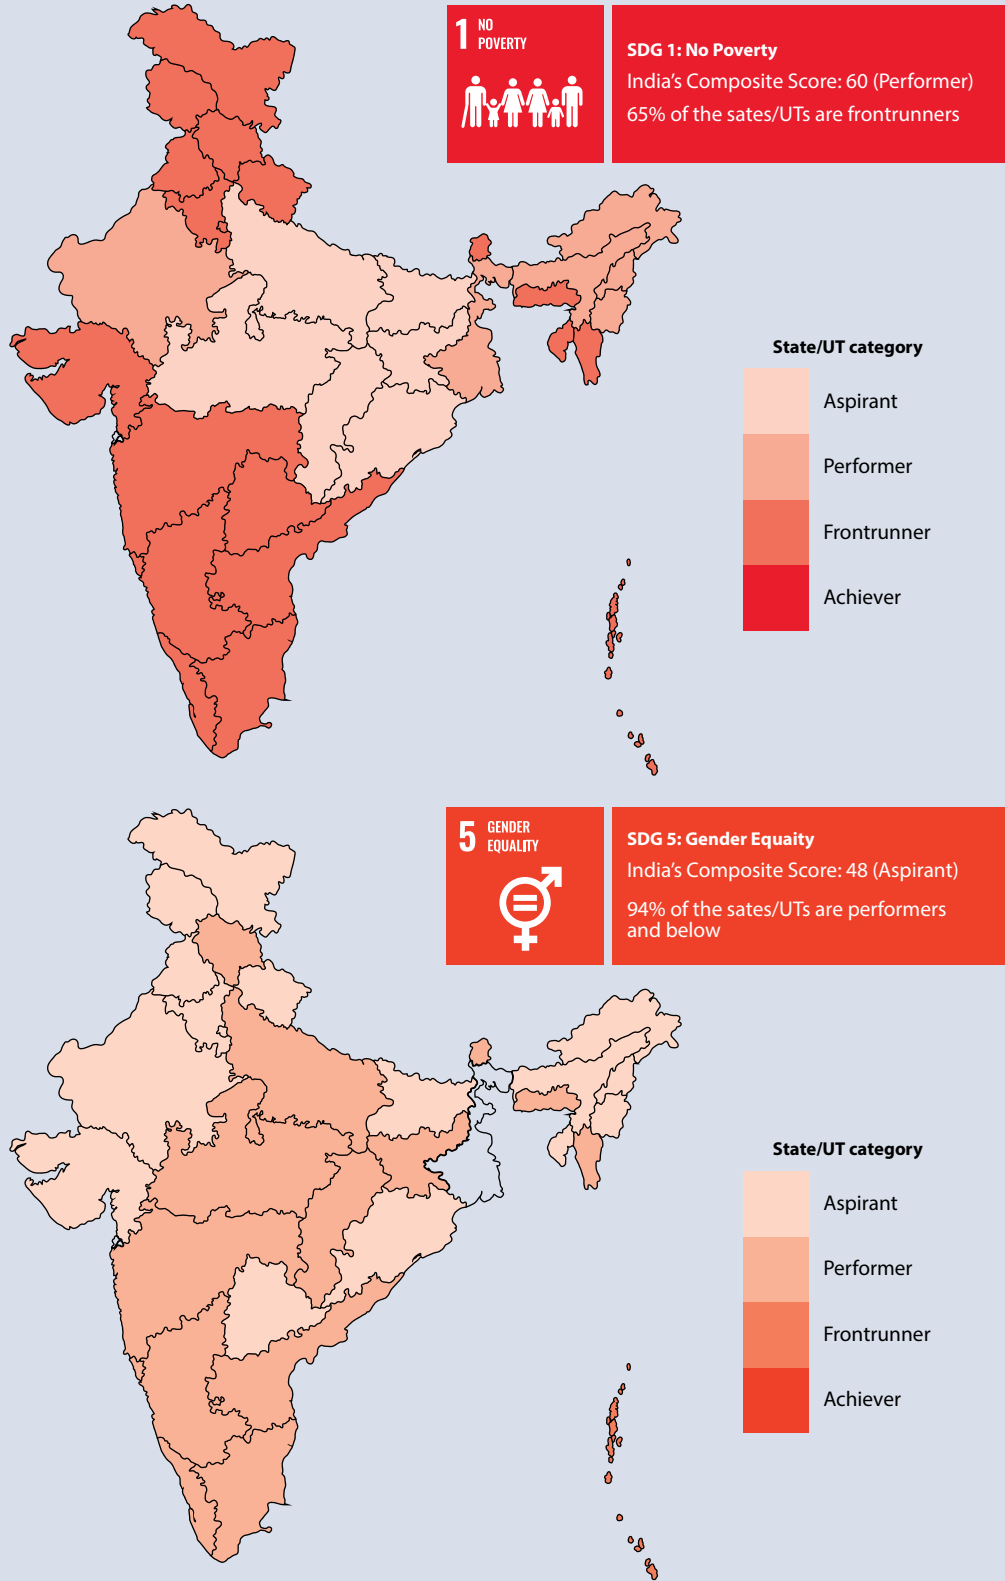 1 NO
POVERTY
SDG 1: No Poverty
India's Composite Score: 60 (Performer)
65% of the sates/UTs are frontrunners
State/UT category
Aspirant
Performer
Frontrunner
Achiever
5 GENDER
EQUALITY
SDG 5: Gender Equaity
India's Composite Score: 48 (Aspirant)
94% of the sates/UTs are performers
and below
State/UT category
Aspirant
Performer
Frontrunner
Achiever